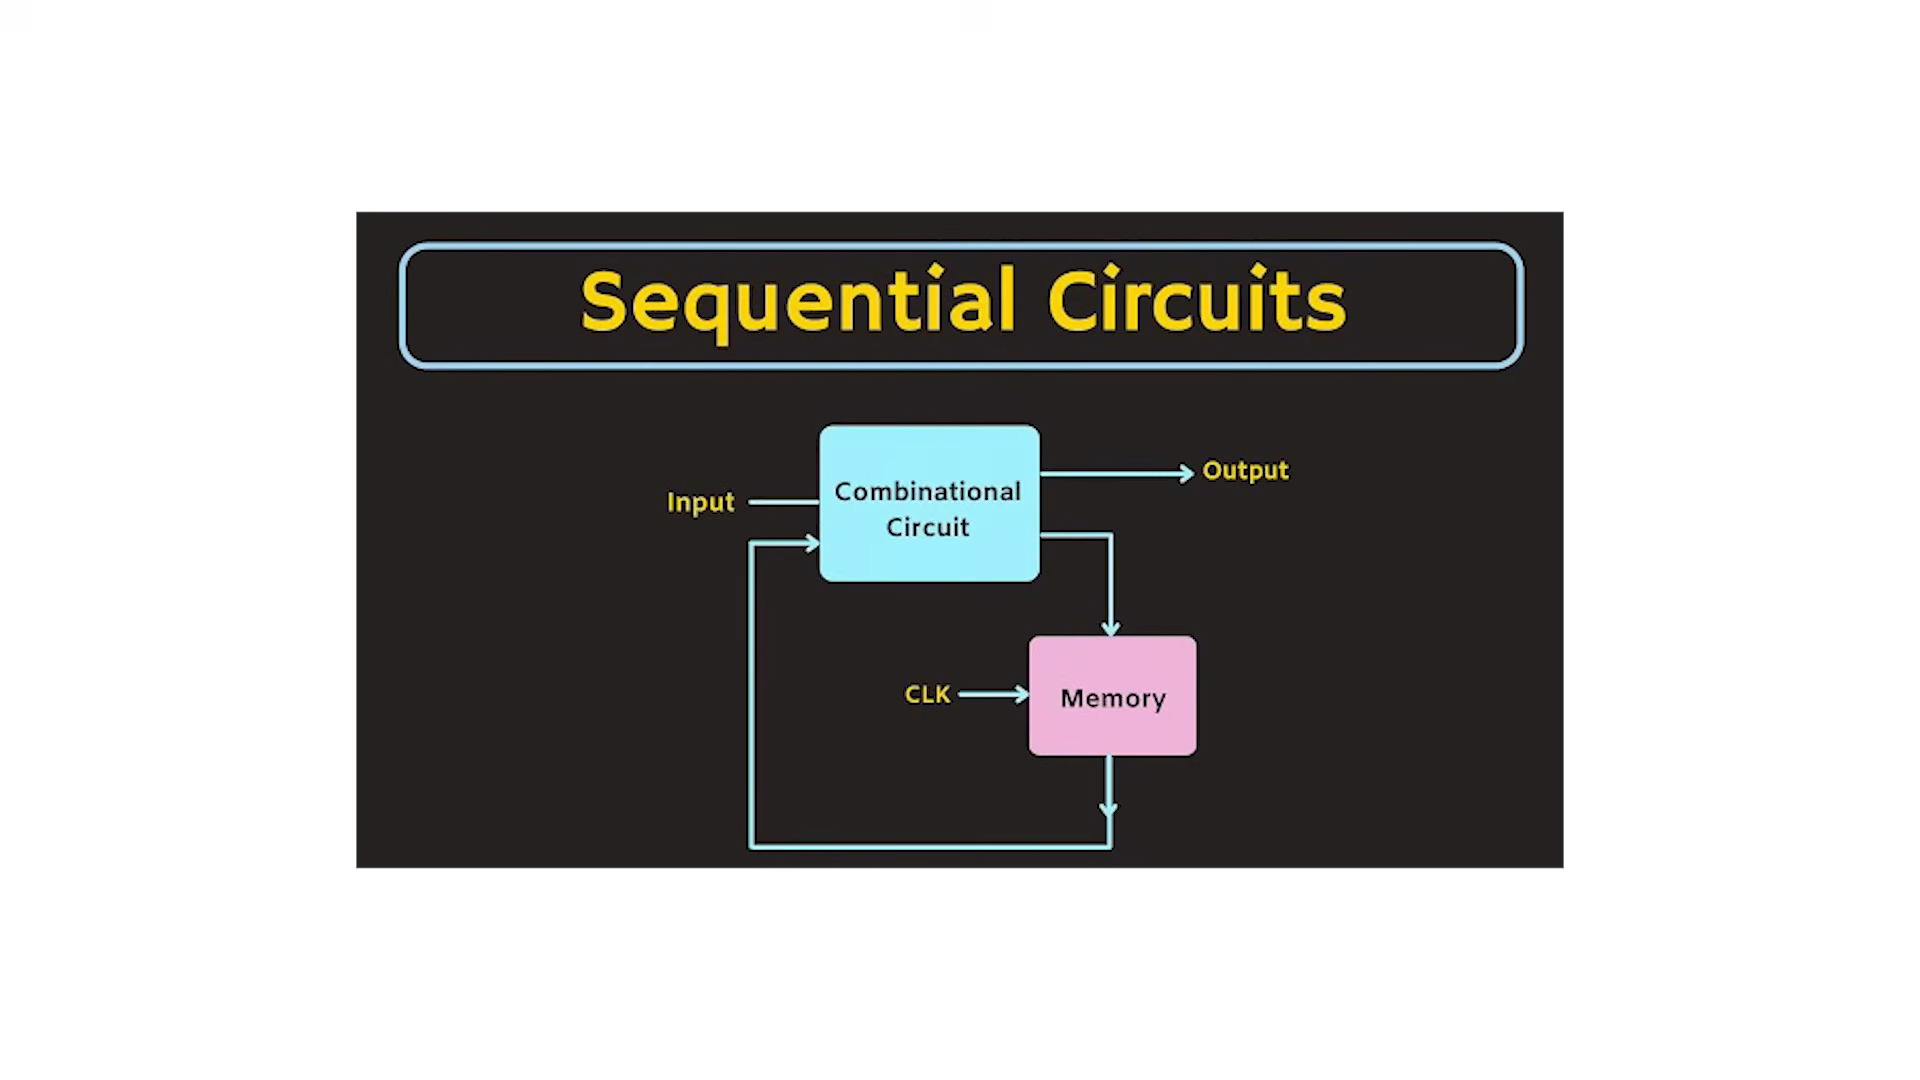 Sequential Circuits
Output
Combinational
Input
Circuit
CLK
Memory